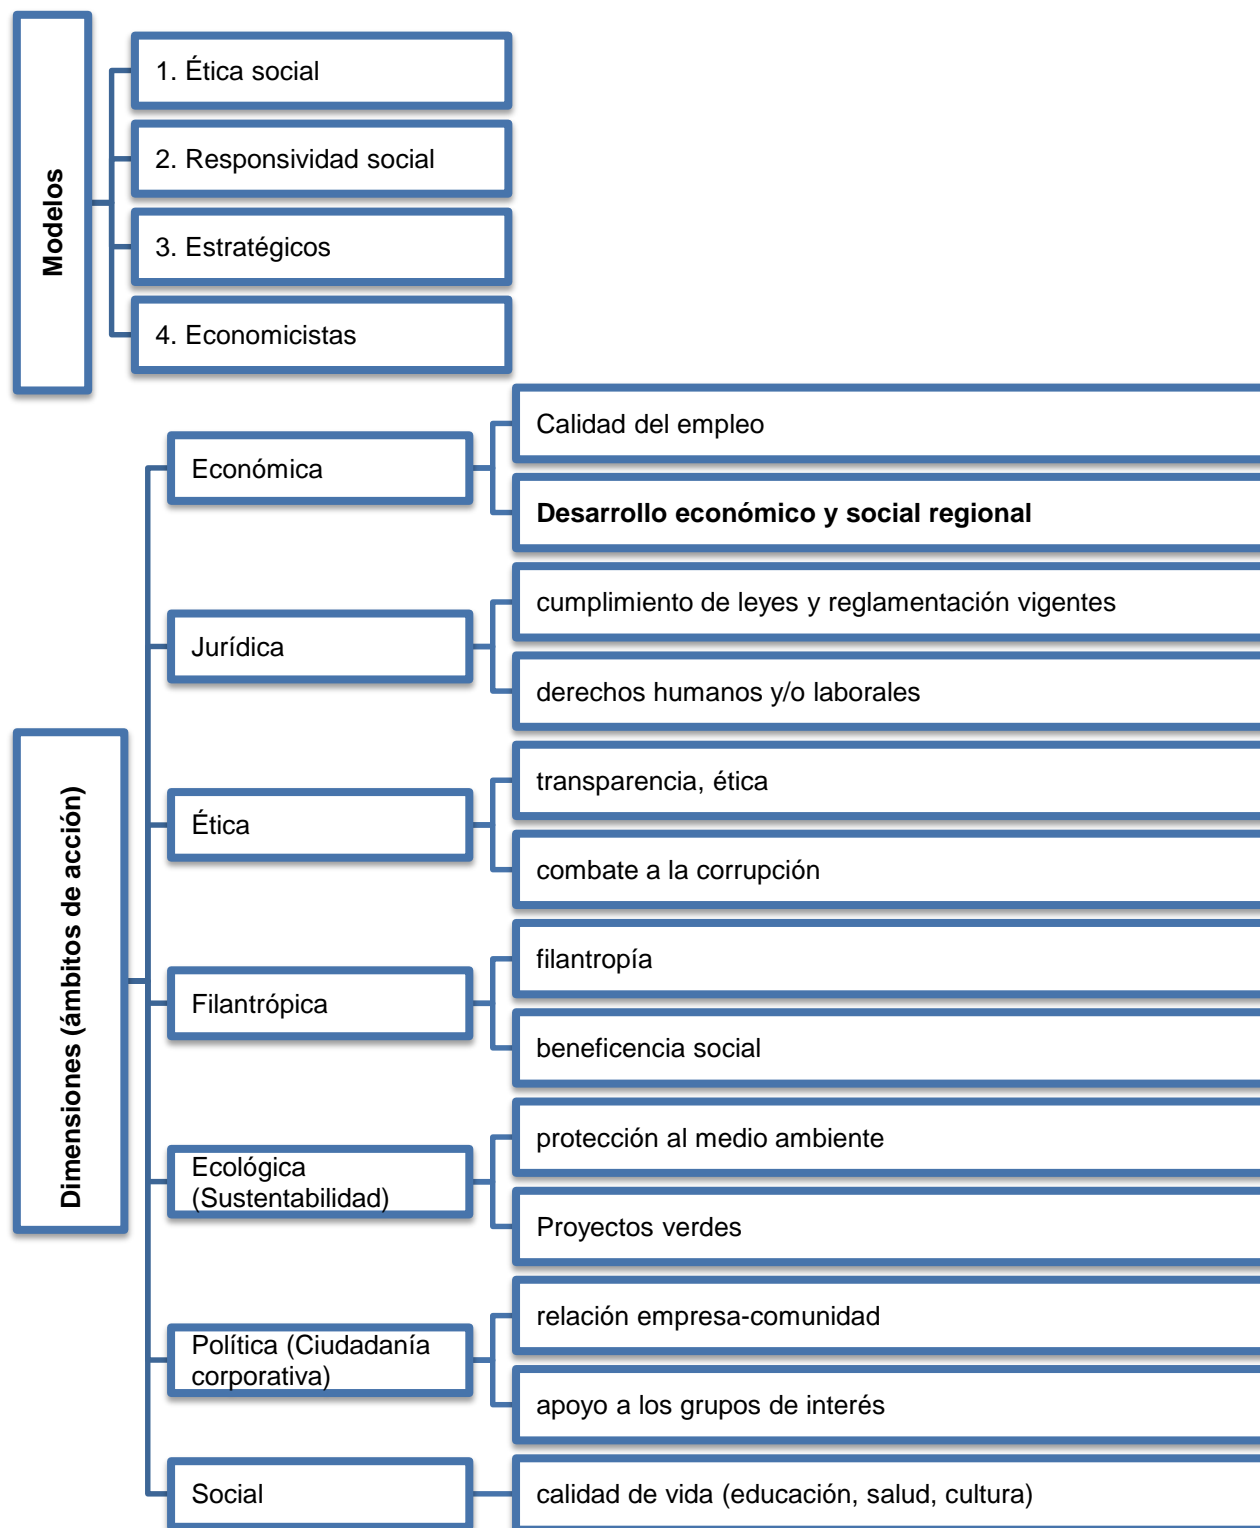 Modelos
1. Ética social
2. Responsividad social
3. Estratégicos
4. Economicistas
Dimensiones (ámbitos de acción)
Económica
Calidad del empleo
Desarrollo económico y social regional
Jurídica
cumplimiento de leyes y reglamentación vigentes
derechos humanos y/o laborales
Ética
transparencia, ética
combate a la corrupción
Filantrópica
filantropía
beneficencia social
Ecológica
(Sustentabilidad)
protección al medio ambiente
Proyectos verdes
Política (Ciudadanía
corporativa)
relación empresa-comunidad
apoyo a los grupos de interés
Social
calidad de vida (educación, salud, cultura)